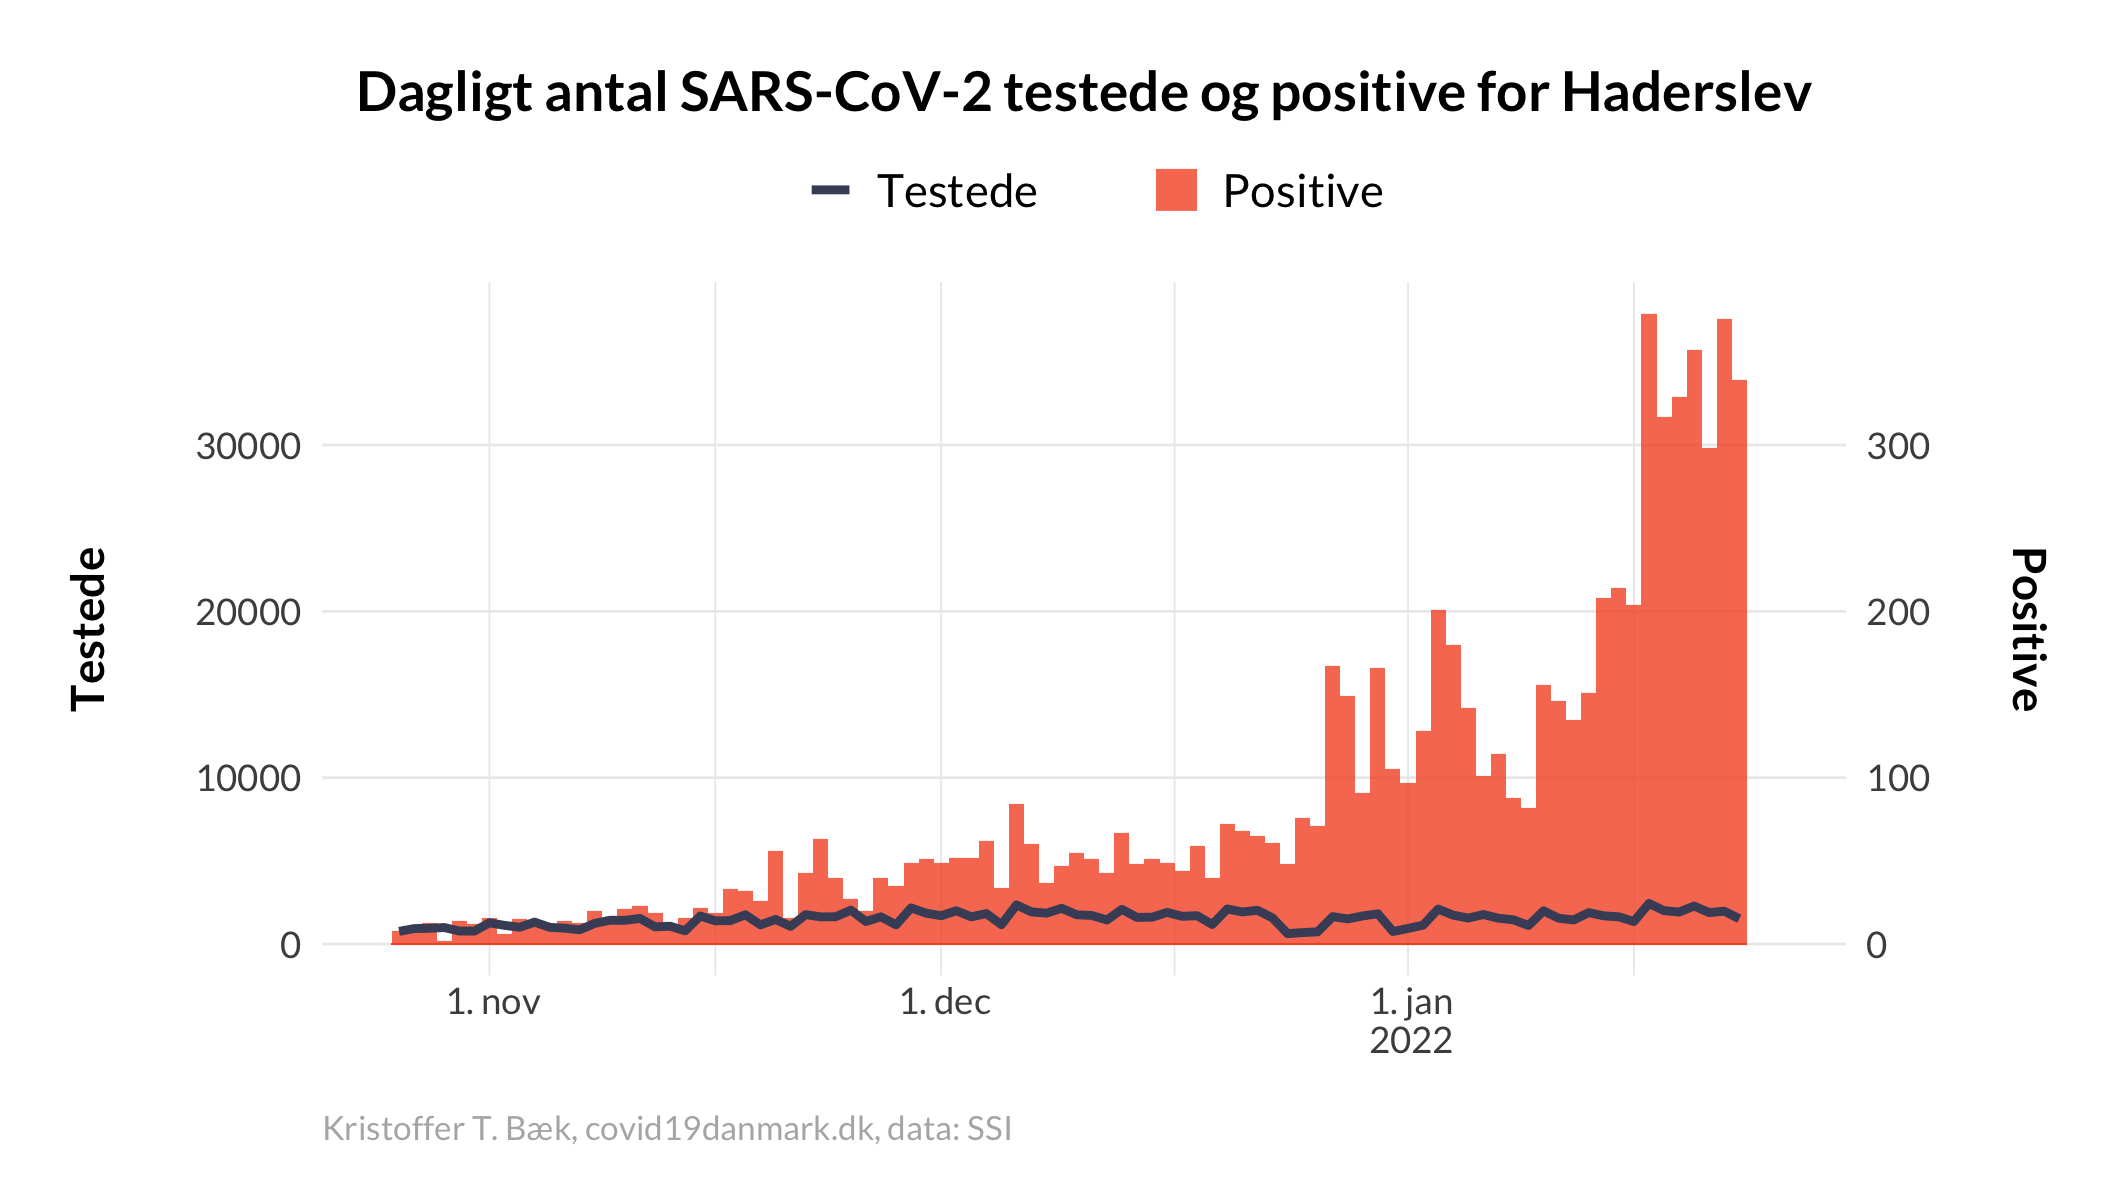 Dagligt antal SARS-CoV-2 testede og positive for Haderslev
Testede
Positive
Testede
30000
20000
10000
0
300
200
100
0
Positive
1. nov
1. dec
1. jan
2022
Kristoffer T. Bæk, covid19danmark.dk, data: SSI